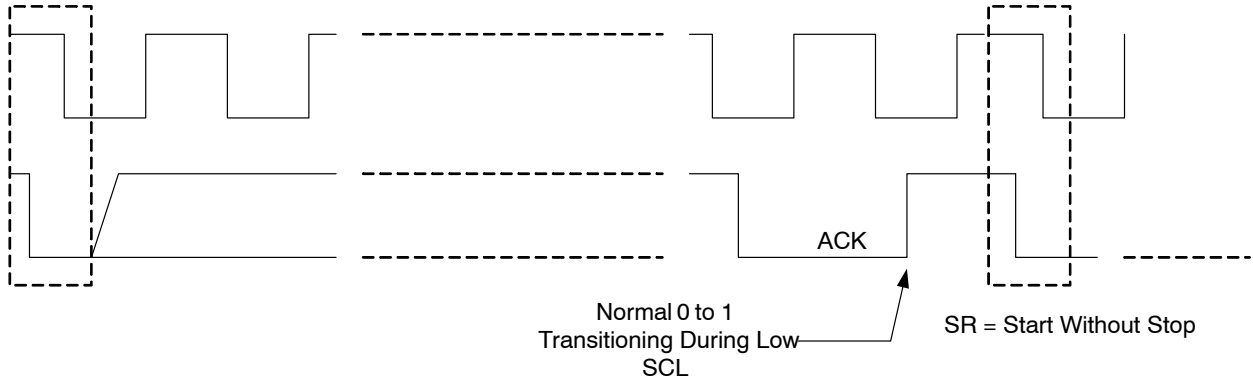 ACK
Normal 0 to 1
Transitioning During Low
SCL
SR = Start Without Stop